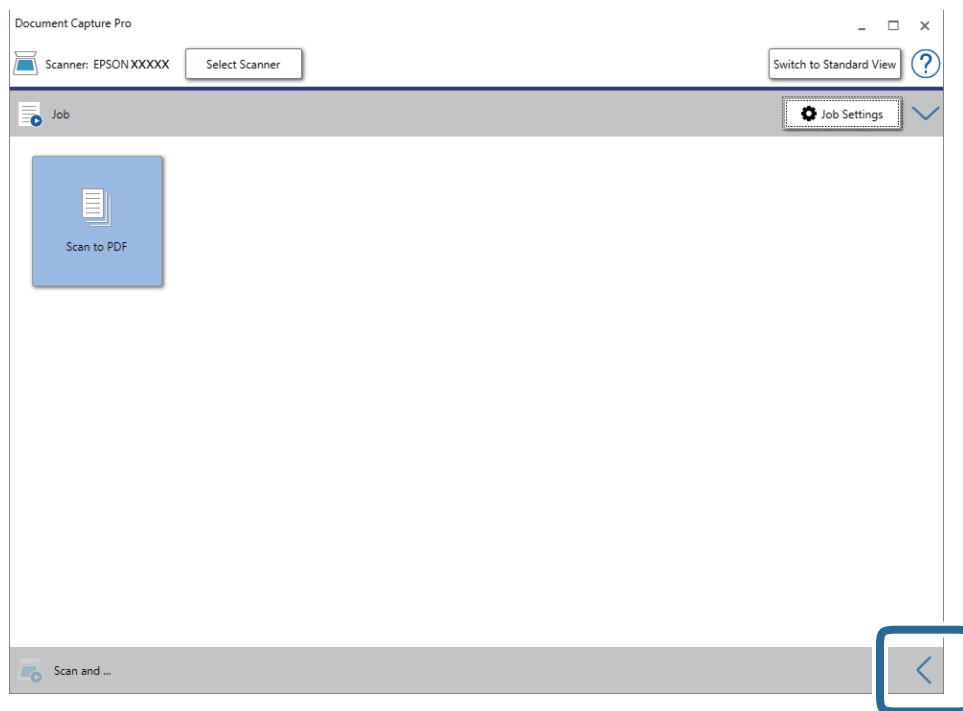 Document Capture Pro
Scanner: EPSON XXXXX
Select Scanner
Switch to Standard View
?
Job
Job Settings
Scan to PDF
Scan and ...